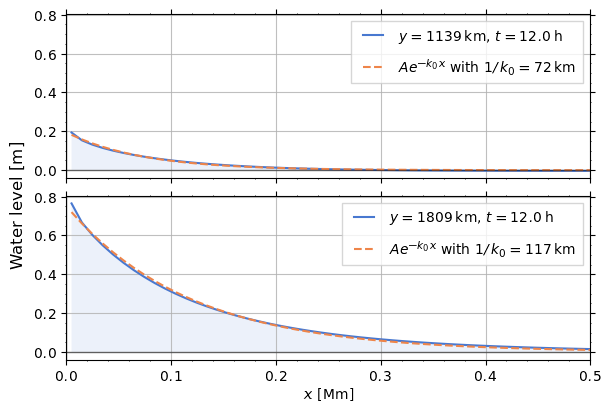 0.8
0.6
0.4
0.2
0.0
y = 1139 km, t = 12.0 h
Ae^{-k_0 x} with 1/k_0 = 72 km
Water level [m]
0.8
0.6
0.4
0.2
0.0
y = 1809 km, t = 12.0 h
Ae^{-k_0 x} with 1/k_0 = 117 km
0.0 0.1 0.2 0.3 0.4 0.5
x [Mm]